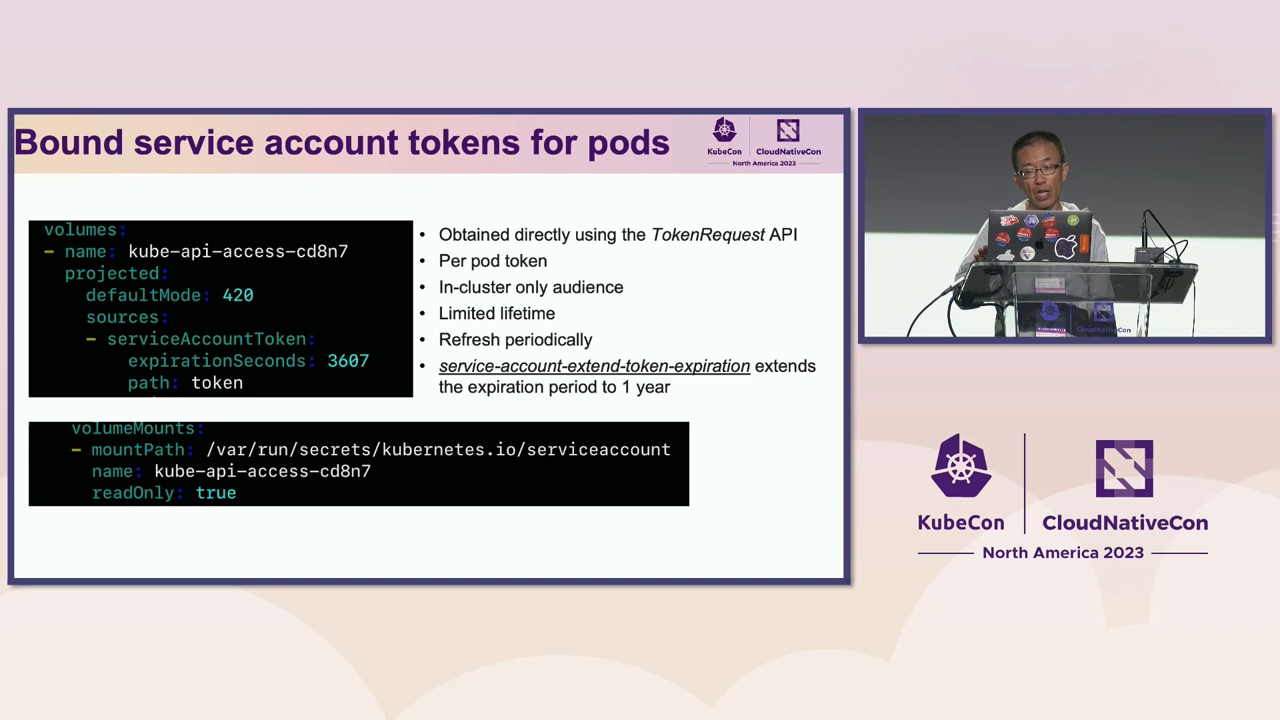 Bound service account tokens for pods
KubeCon
CloudNativeCon
North America 2023
volumes:
- name: kube-api-access-cd8n7
projected:
defaultMode: 420
sources:
- serviceAccountToken:
expirationSeconds: 3607
path: token
• Obtained directly using the TokenRequest API
• Per pod token
• In-cluster only audience
• Limited lifetime
• Refresh periodically
• service-account-extend-token-expiration extends
the expiration period to 1 year
volumeMounts:
- mountPath: /var/run/secrets/kubernetes.io/serviceaccount
name: kube-api-access-cd8n7
readOnly: true
KubeCon
CloudNativeCon
North America 2023